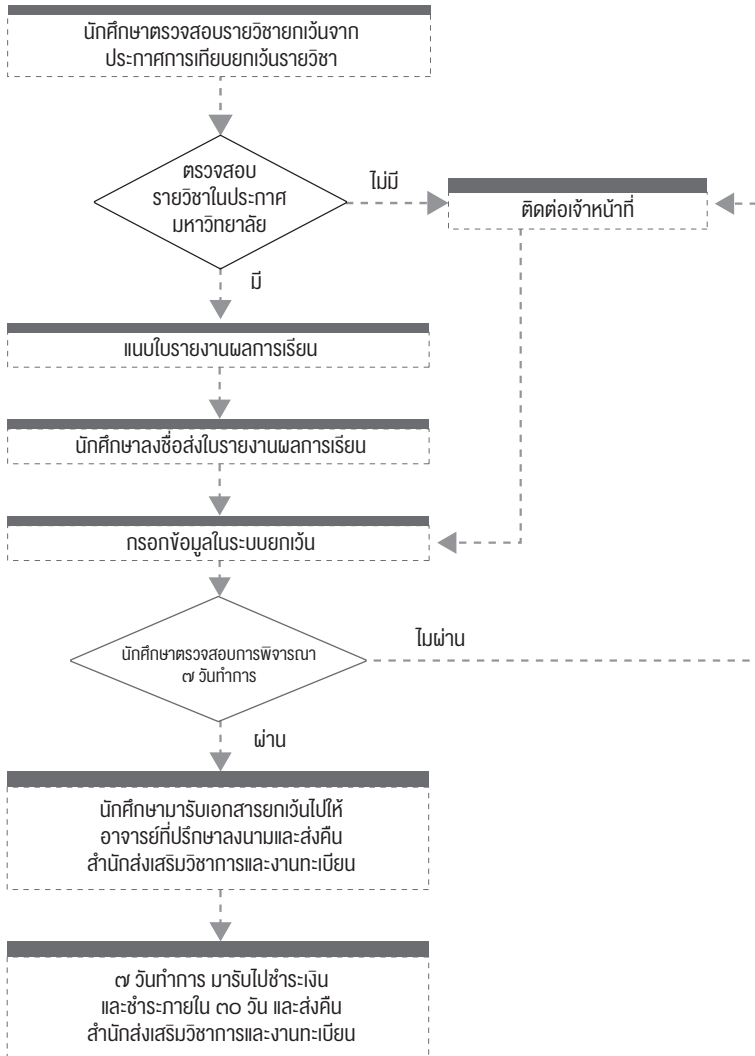 นักศึกษาตรวจสอบรายวิชายกเว้นจาก
ประกาศการเทียบยกเว้นรายวิชา
ตรวจสอบ
รายวิชาในประกาศ
มหาวิทยาลัย
ไม่มี
ติดต่อเจ้าหน้าที่
มี
แนบใบรายงานผลการเรียน
นักศึกษาลงชื่อส่งใบรายงานผลการเรียน
กรอกข้อมูลในระบบยกเว้น
นักศึกษาตรวจสอบการพิจารณา
๗ วันทำการ
ไมผ่าน
ผ่าน
นักศึกษามารับเอกสารยกเว้นไปให้
อาจารย์ที่ปรึกษาลงนามและส่งคืน
สำนักส่งเสริมวิชาการและงานทะเบียน
๗ วันทำการ มารับไปชำระเงิน
และชำระภายใน ๓๐ วัน และส่งคืน
สำนักส่งเสริมวิชาการและงานทะเบียน